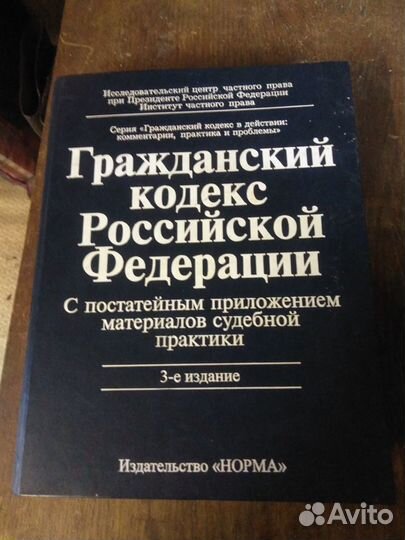 Исследовательский центр частного права
при Президенте Российской Федерации
Институт частного права
Серия «Гражданский кодекс в действии:
комментарии, практика и проблемы»
Гражданский
кодекс
Российской
Федерации
С постатейным приложением
материалов судебной
практики
3-е издание
Издательство «НОРМА»
Avito